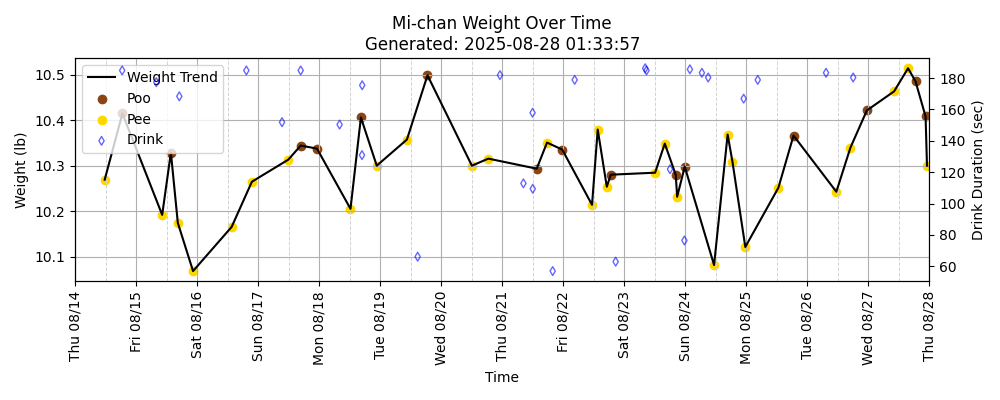 Mi-chan Weight Over Time
Generated: 2025-08-28 01:33:57
Weight (lb)
10.5
10.4
10.3
10.2
10.1
Weight Trend
Poo
Pee
Drink
180
160
140
120
100
80
60
Drink Duration (sec)
Thu 08/14
Fri 08/15
Sat 08/16
Sun 08/17
Mon 08/18
Tue 08/19
Wed 08/20
Thu 08/21
Fri 08/22
Sat 08/23
Sun 08/24
Mon 08/25
Tue 08/26
Wed 08/27
Thu 08/28
Time